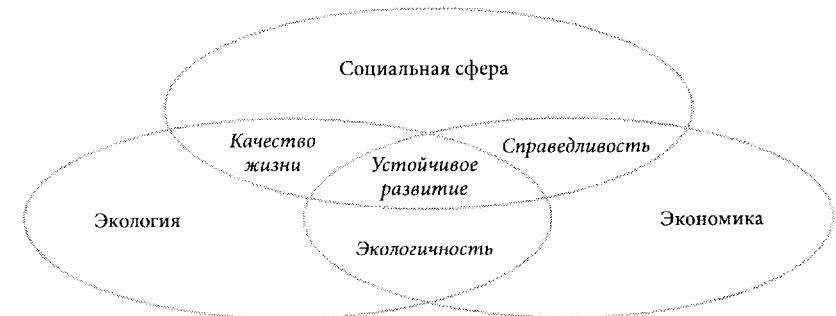 Социальная сфера
Качество
жизни
Справедливость
Устойчивое
развитие
Экология
Экономика
Экологичность